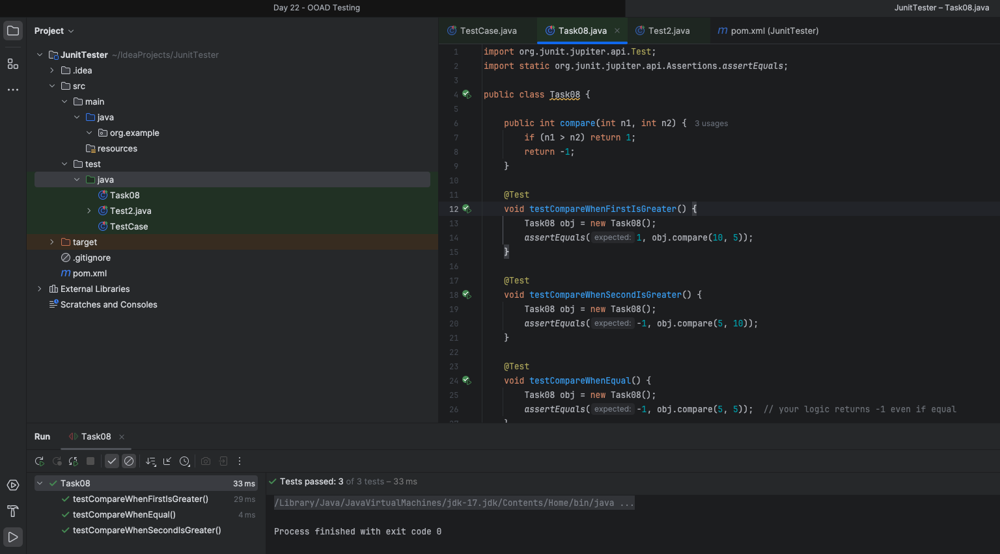 Day 22 - OOAD Testing
JunitTester – Task08.java
Project
JunitTester ~/IdeaProjects/JunitTester
.idea
src
main
java
org.example
resources
test
java
Task08
Test2.java
TestCase
target
.gitignore
pom.xml
External Libraries
Scratches and Consoles
TestCase.java
Task08.java
Test2.java
pom.xml (JunitTester)
1 import org.junit.jupiter.api.Test;
2 import static org.junit.jupiter.api.Assertions.assertEquals;
3
4 public class Task08 {
5
6 public int compare(int n1, int n2) { 3 usages
7 if (n1 > n2) return 1;
8 return -1;
9 }
10
11 @Test
12 void testCompareWhenFirstIsGreater() {
13 Task08 obj = new Task08();
14 assertEquals( expected: 1, obj.compare(10, 5));
15 }
16
17 @Test
18 void testCompareWhenSecondIsGreater() {
19 Task08 obj = new Task08();
20 assertEquals( expected: -1, obj.compare(5, 10));
21 }
22
23 @Test
24 void testCompareWhenEqual() {
25 Task08 obj = new Task08();
26 assertEquals( expected: -1, obj.compare(5, 5)); // your logic returns -1 even if equal
27 }
Run
Task08
Task08 33 ms
testCompareWhenFirstIsGreater() 29 ms
testCompareWhenEqual() 4 ms
testCompareWhenSecondIsGreater()
Tests passed: 3 of 3 tests – 33 ms
/Library/Java/JavaVirtualMachines/jdk-17.jdk/Contents/Home/bin/java ...
Process finished with exit code 0